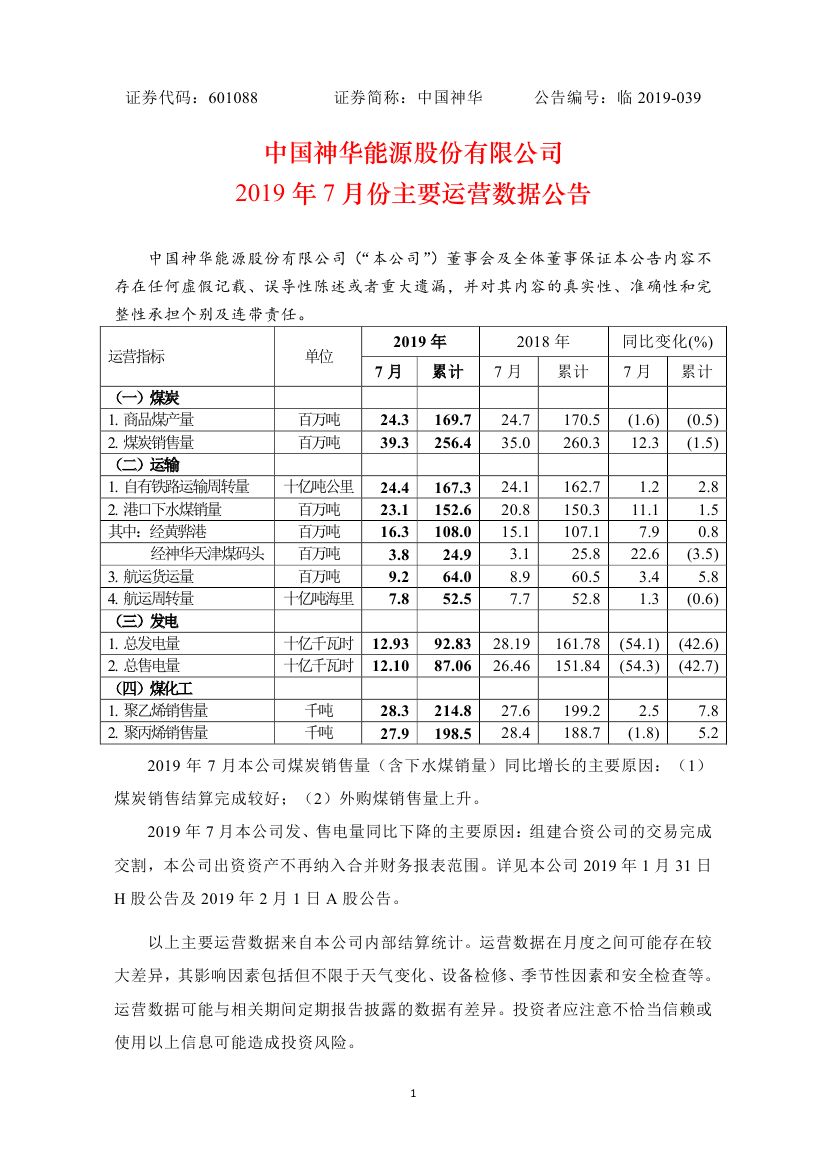 证券代码：601088 证券简称：中国神华 公告编号：临 2019-039
中国神华能源股份有限公司
2019 年 7 月份主要运营数据公告
中国神华能源股份有限公司（“本公司”）董事会及全体董事保证本公告内容不
存在任何虚假记载、误导性陈述或者重大遗漏，并对其内容的真实性、准确性和完
整性承担个别及连带责任。
运营指标 单位 2019 年 2018 年 同比变化(%)
7 月 累计 7 月 累计 7 月 累计
（一）煤炭
1. 商品煤产量 百万吨 24.3 169.7 24.7 170.5 (1.6) (0.5)
2. 煤炭销售量 百万吨 39.3 256.4 35.0 260.3 12.3 (1.5)
（二）运输
1. 自有铁路运输周转量 十亿吨公里 24.4 167.3 24.1 162.7 1.2 2.8
2. 港口下水煤销量 百万吨 23.1 152.6 20.8 150.3 11.1 1.5
其中：经黄骅港 百万吨 16.3 108.0 15.1 107.1 7.9 0.8
经神华天津煤码头 百万吨 3.8 24.9 3.1 25.8 22.6 (3.5)
3. 航运货运量 百万吨 9.2 64.0 8.9 60.5 3.4 5.8
4. 航运周转量 十亿吨海里 7.8 52.5 7.7 52.8 1.3 (0.6)
（三）发电
1. 总发电量 十亿千瓦时 12.93 92.83 28.19 161.78 (54.1) (42.6)
2. 总售电量 十亿千瓦时 12.10 87.06 26.46 151.84 (54.3) (42.7)
（四）煤化工
1. 聚乙烯销售量 千吨 28.3 214.8 27.6 199.2 2.5 7.8
2. 聚丙烯销售量 千吨 27.9 198.5 28.4 188.7 (1.8) 5.2
2019 年 7 月本公司煤炭销售量（含下水煤销量）同比增长的主要原因：（1）
煤炭销售结算完成较好；（2）外购煤销售量上升。
2019 年 7 月本公司发、售电量同比下降的主要原因：组建合资公司的交易完成
交割，本公司出资资产不再纳入合并财务报表范围。详见本公司 2019 年 1 月 31 日
H 股公告及 2019 年 2 月 1 日 A 股公告。
以上主要运营数据来自本公司内部结算统计。运营数据在月度之间可能存在较
大差异，其影响因素包括但不限于天气变化、设备检修、季节性因素和安全检查等。
运营数据可能与相关期间定期报告披露的数据有差异。投资者应注意不恰当信赖或
使用以上信息可能造成投资风险。
1